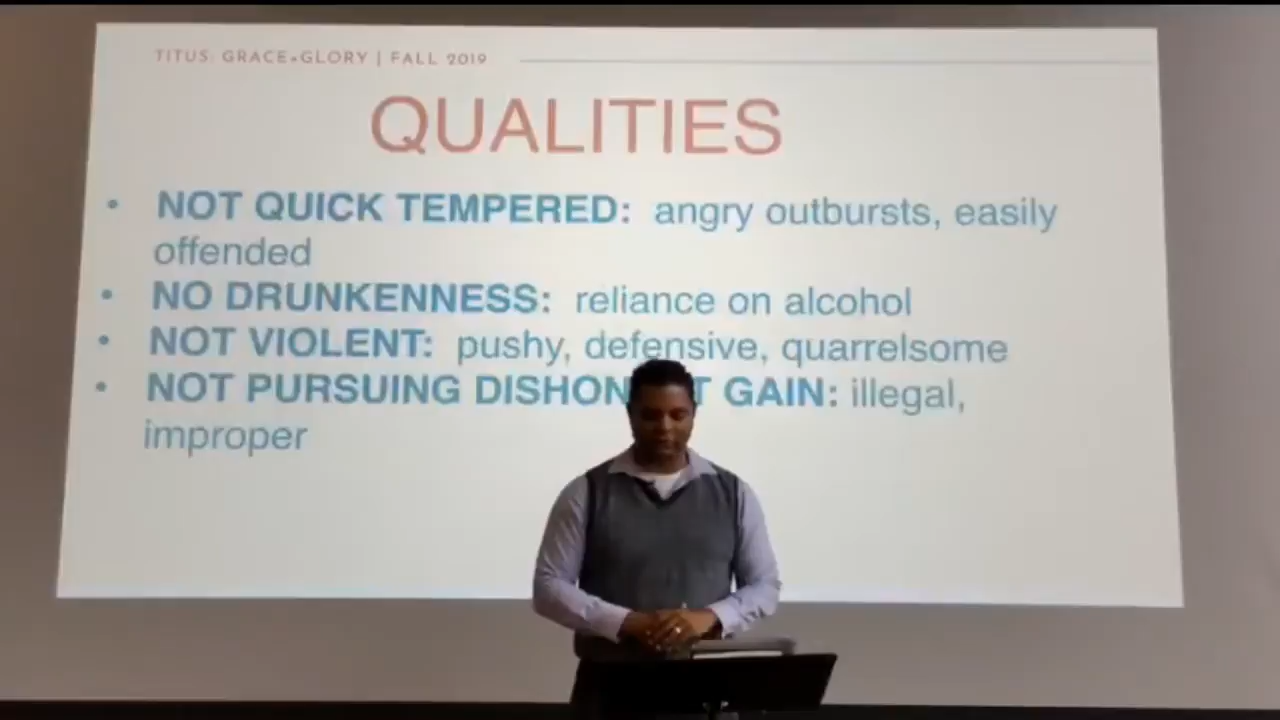 TITUS: GRACE+GLORY | FALL 2019
QUALITIES
• NOT QUICK TEMPERED: angry outbursts, easily
offended
• NO DRUNKENNESS: reliance on alcohol
• NOT VIOLENT: pushy, defensive, quarrelsome
• NOT PURSUING GAIN: illegal,
improper